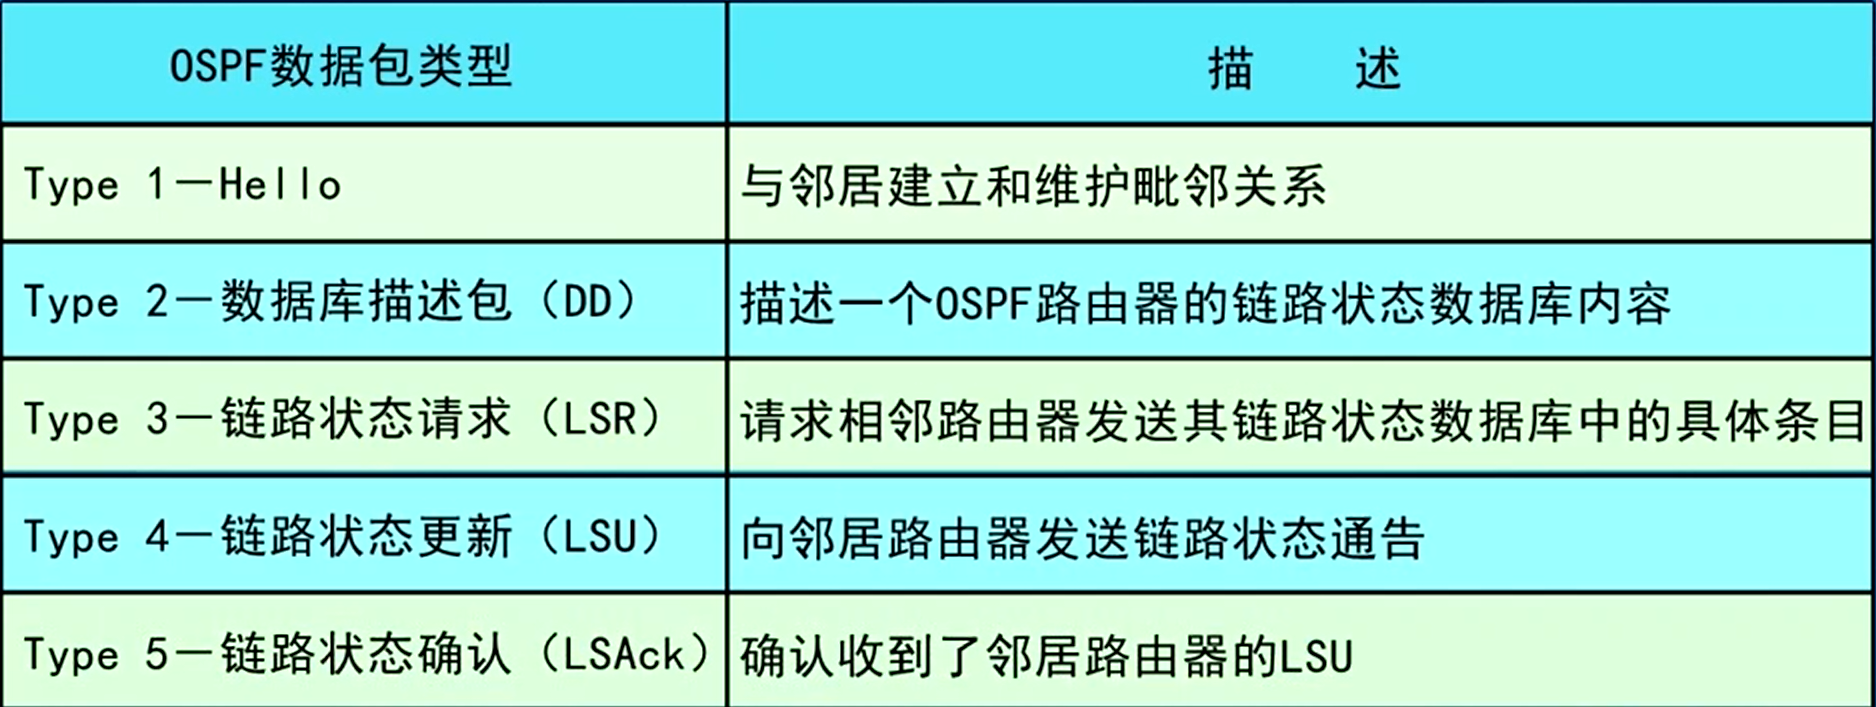 OSPF数据包类型
描 述
Type 1—Hello
与邻居建立和维护毗邻关系
Type 2—数据库描述包（DD）
描述一个OSPF路由器的链路状态数据库内容
Type 3—链路状态请求（LSR）
请求相邻路由器发送其链路状态数据库中的具体条目
Type 4—链路状态更新（LSU）
向邻居路由器发送链路状态通告
Type 5—链路状态确认（LSAck）
确认收到了邻居路由器的LSU